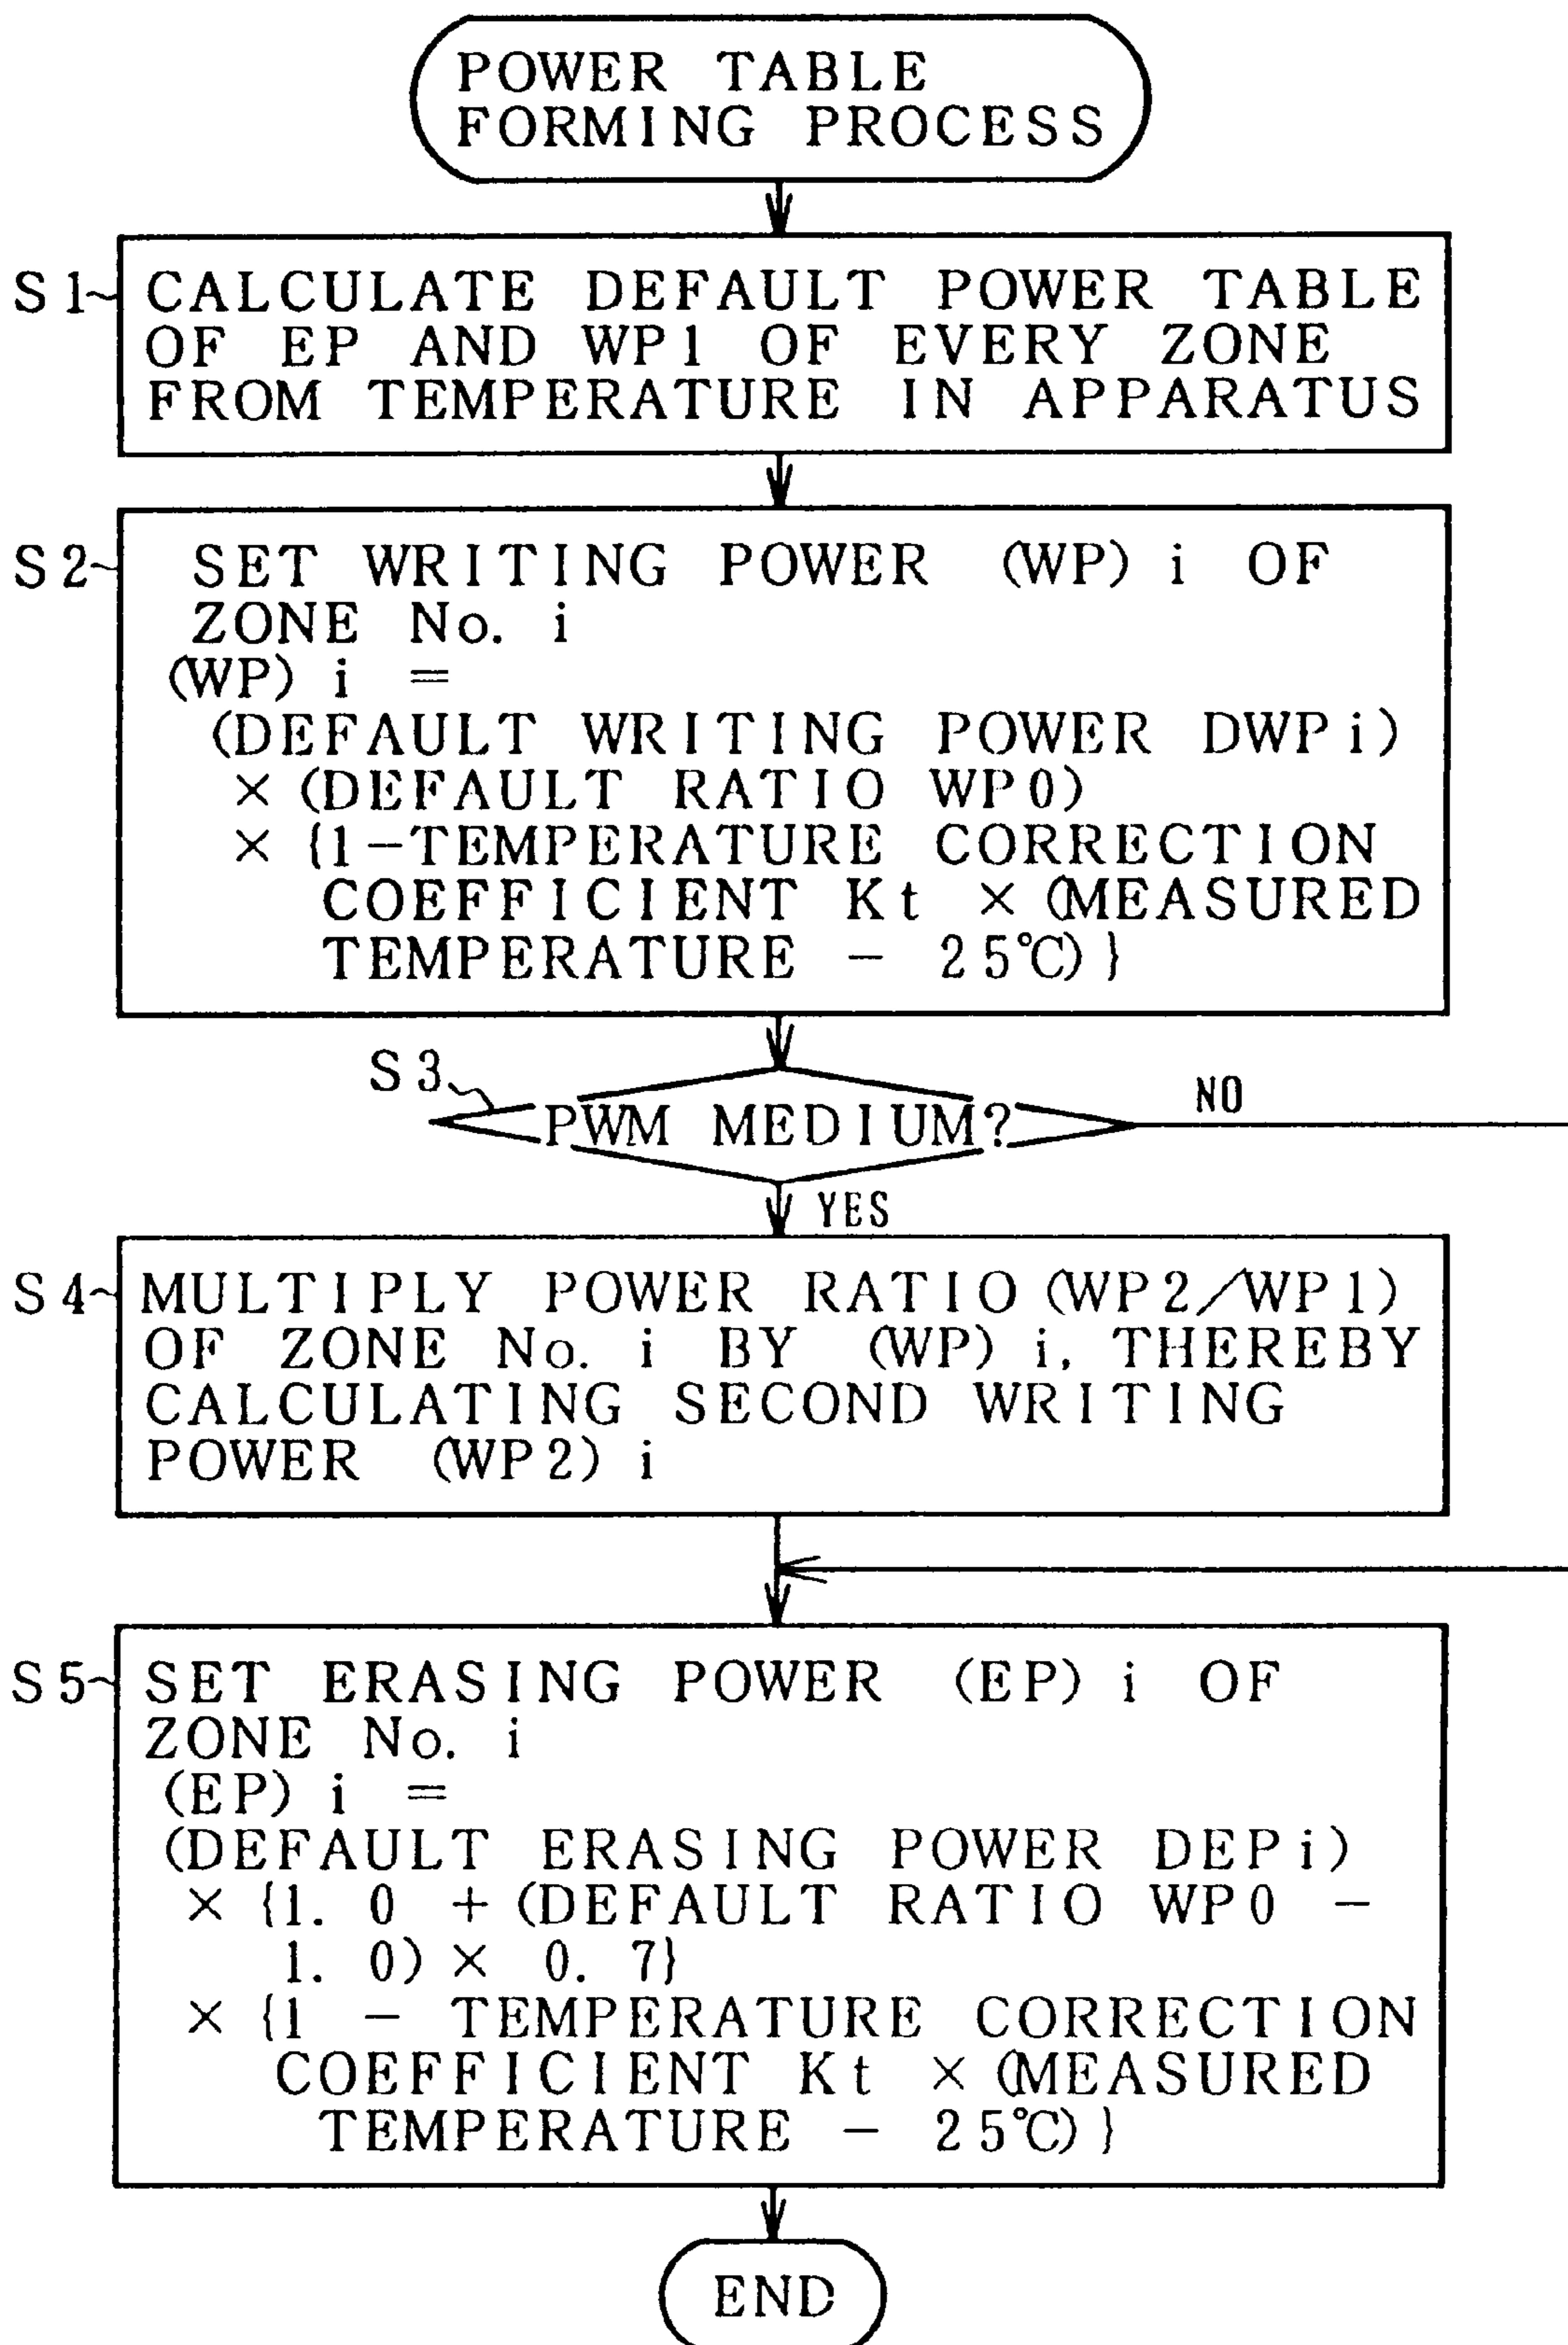 POWER TABLE
FORMING PROCESS
S1
CALCULATE DEFAULT POWER TABLE
OF EP AND WP1 OF EVERY ZONE
FROM TEMPERATURE IN APPARATUS
S2
SET WRITING POWER (WP) i OF
ZONE No. i
(WP) i =
(DEFAULT WRITING POWER DWPi)
× (DEFAULT RATIO WP0)
× {1-TEMPERATURE CORRECTION
COEFFICIENT Kt × (MEASURED
TEMPERATURE - 25℃)}
S3
PWM MEDIUM?
NO
YES
S4
MULTIPLY POWER RATIO (WP2/WP1)
OF ZONE No. i BY (WP) i, THEREBY
CALCULATING SECOND WRITING
POWER (WP2) i
S5
SET ERASING POWER (EP) i OF
ZONE No. i
(EP) i =
(DEFAULT ERASING POWER DEPi)
× {1. 0 + (DEFAULT RATIO WP0 -
1. 0) × 0. 7}
× {1 - TEMPERATURE CORRECTION
COEFFICIENT Kt × (MEASURED
TEMPERATURE - 25℃)}
END